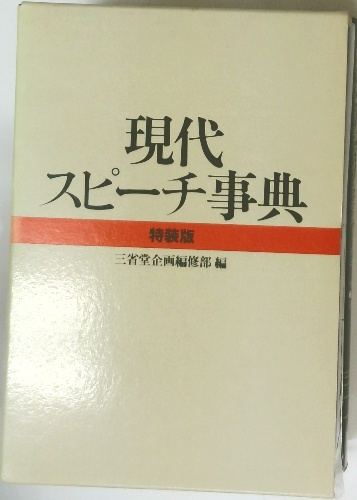 現代
スピーチ事典
特装版
三省堂企画編修部 編